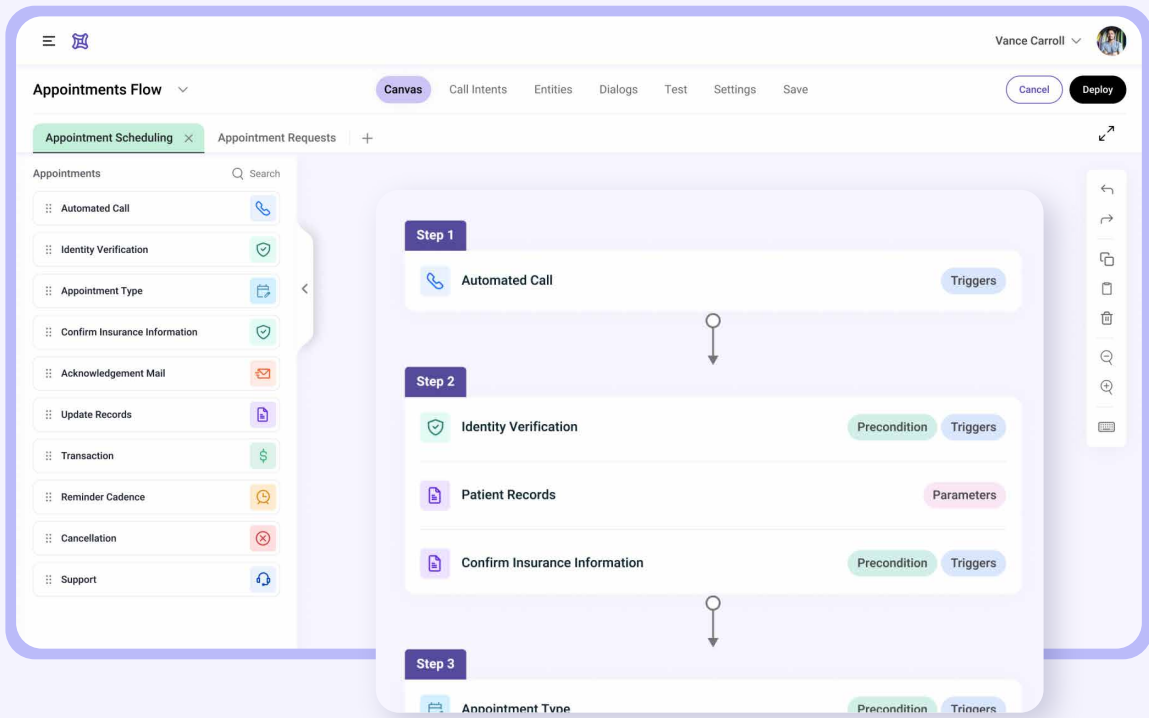 Vance Carroll
Appointments Flow
Canvas
Call Intents
Entities
Dialogs
Test
Settings
Save
Cancel
Deploy
Appointment Scheduling
Appointment Requests
Appointments
Search
Automated Call
Identity Verification
Appointment Type
Confirm Insurance Information
Acknowledgement Mail
Update Records
Transaction
Reminder Cadence
Cancellation
Support
Step 1
Automated Call
Triggers
Step 2
Identity Verification
Precondition
Triggers
Patient Records
Parameters
Confirm Insurance Information
Precondition
Triggers
Step 3
Appointment Type
Precondition
Triggers